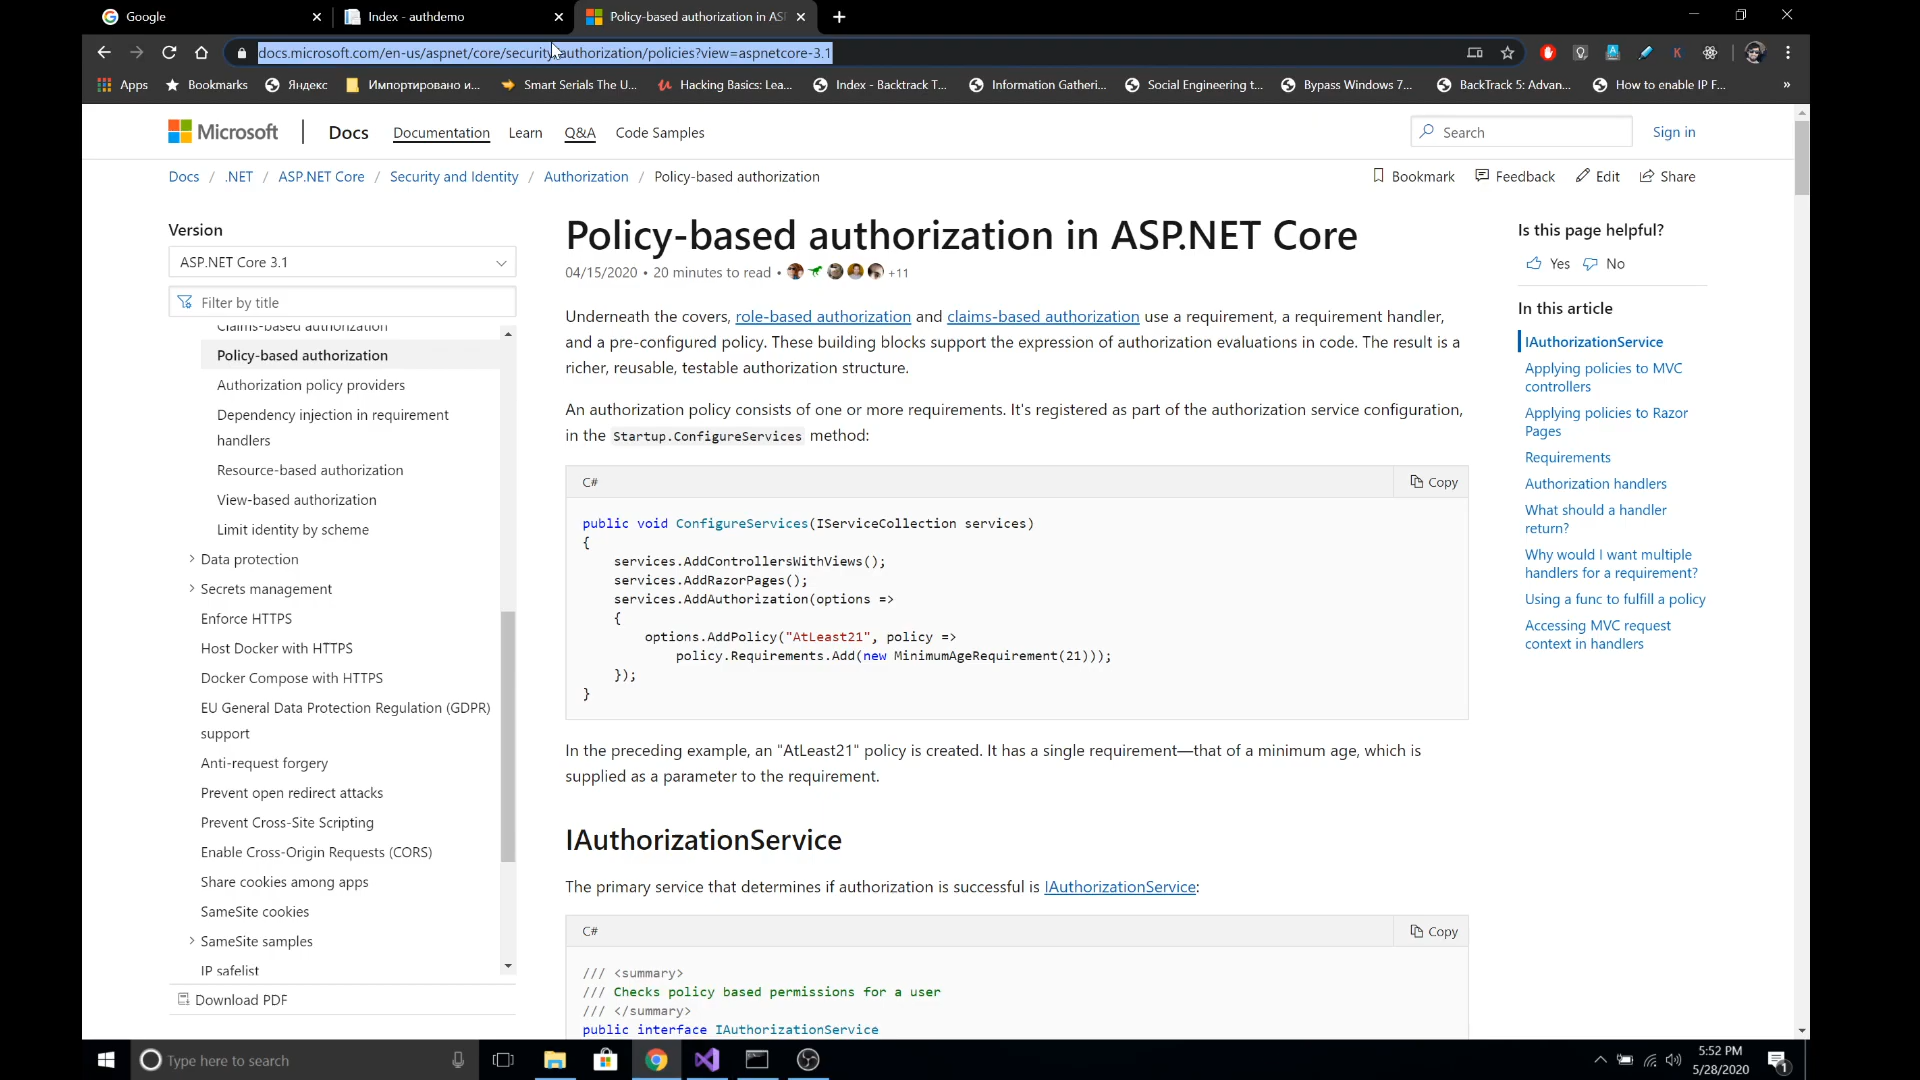 Google
Index - authdemo
Policy-based authorization in AS
docs.microsoft.com/en-us/aspnet/core/security/authorization/policies?view=aspnetcore-3.1
Apps
Bookmarks
Яндекс
Импортировано и...
Smart Serials The U...
Hacking Basics: Lea...
Index - Backtrack T...
Information Gatheri...
Social Engineering t...
Bypass Windows 7...
BackTrack 5: Advan...
How to enable IP F...
»
Microsoft
Docs
Documentation
Learn
Q&A
Code Samples
Search
Sign in
Docs / .NET / ASP.NET Core / Security and Identity / Authorization / Policy-based authorization
Bookmark
Feedback
Edit
Share
Version
ASP.NET Core 3.1
Filter by title
Claims-based authorization
Policy-based authorization
Authorization policy providers
Dependency injection in requirement
handlers
Resource-based authorization
View-based authorization
Limit identity by scheme
Data protection
Secrets management
Enforce HTTPS
Host Docker with HTTPS
Docker Compose with HTTPS
EU General Data Protection Regulation (GDPR)
support
Anti-request forgery
Prevent open redirect attacks
Prevent Cross-Site Scripting
Enable Cross-Origin Requests (CORS)
Share cookies among apps
SameSite cookies
SameSite samples
IP safelist
Download PDF
Policy-based authorization in ASP.NET Core
04/15/2020 • 20 minutes to read • +11
Underneath the covers, role-based authorization and claims-based authorization use a requirement, a requirement handler,
and a pre-configured policy. These building blocks support the expression of authorization evaluations in code. The result is a
richer, reusable, testable authorization structure.
An authorization policy consists of one or more requirements. It's registered as part of the authorization service configuration,
in the Startup.ConfigureServices method:
C#
Copy
public void ConfigureServices(IServiceCollection services)
{
services.AddControllersWithViews();
services.AddRazorPages();
services.AddAuthorization(options =>
{
options.AddPolicy("AtLeast21", policy =>
policy.Requirements.Add(new MinimumAgeRequirement(21)));
});
}
In the preceding example, an "AtLeast21" policy is created. It has a single requirement—that of a minimum age, which is
supplied as a parameter to the requirement.
IAuthorizationService
The primary service that determines if authorization is successful is IAuthorizationService:
C#
Copy
/// <summary>
/// Checks policy based permissions for a user
/// </summary>
public interface IAuthorizationService
Is this page helpful?
Yes
No
In this article
IAuthorizationService
Applying policies to MVC
controllers
Applying policies to Razor
Pages
Requirements
Authorization handlers
What should a handler
return?
Why would I want multiple
handlers for a requirement?
Using a func to fulfill a policy
Accessing MVC request
context in handlers
Type here to search
5:52 PM
5/28/2020
1